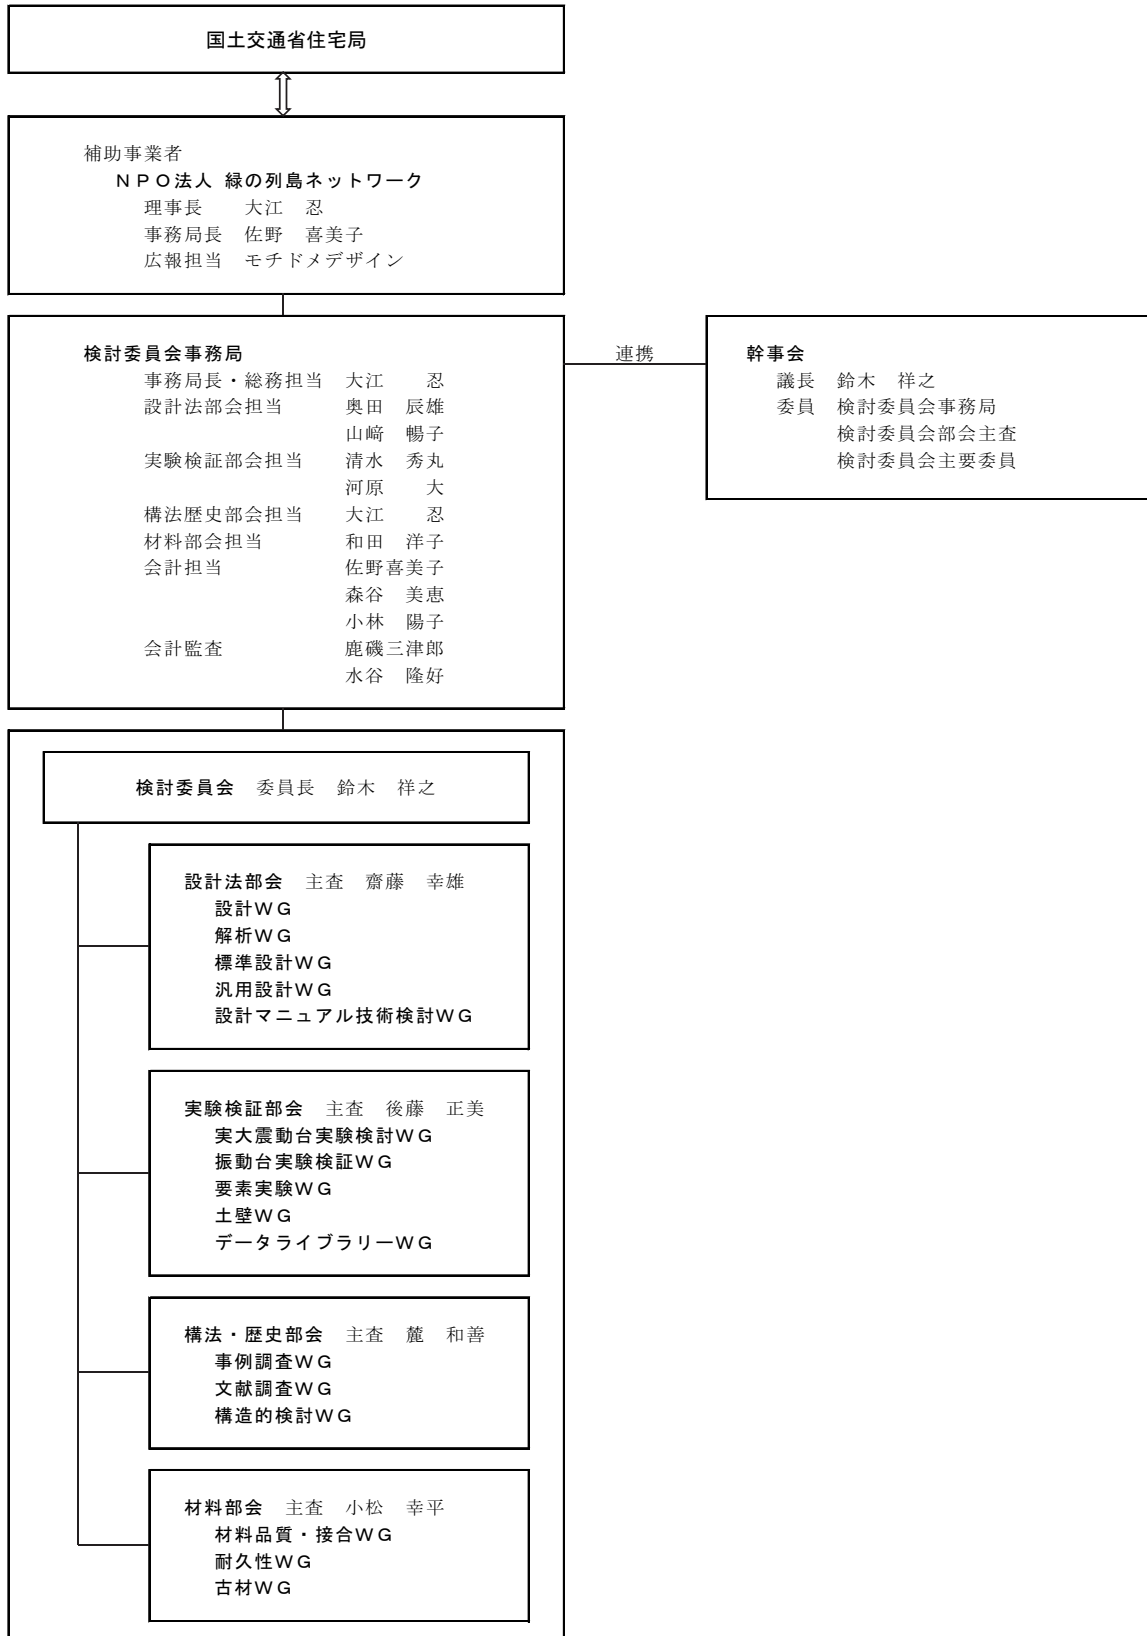 国土交通省住宅局
補助事業者
ＮＰＯ法人 緑の列島ネットワーク
理事長　　大江　忍
事務局長　佐野　喜美子
広報担当　モチドメデザイン
検討委員会事務局
事務局長・総務担当　大江　　忍
設計法部会担当　　　奥田　辰雄
山﨑　暢子
実験検証部会担当　　清水　秀丸
河原　　大
構法歴史部会担当　　大江　　忍
材料部会担当　　　　和田　洋子
会計担当　　　　　　佐野喜美子
森谷　美恵
小林　陽子
会計監査　　　　　　鹿磯三津郎
水谷　隆好
連携
幹事会
議長　鈴木　祥之
委員　検討委員会事務局
検討委員会部会主査
検討委員会主要委員
検討委員会　委員長　鈴木　祥之
設計法部会　主査　齋藤　幸雄
設計ＷＧ
解析ＷＧ
標準設計ＷＧ
汎用設計ＷＧ
設計マニュアル技術検討ＷＧ
実験検証部会　主査　後藤　正美
実大震動台実験検討ＷＧ
振動台実験検証ＷＧ
要素実験ＷＧ
土壁ＷＧ
データライブラリーＷＧ
構法・歴史部会　主査　麓　和善
事例調査ＷＧ
文献調査ＷＧ
構造的検討ＷＧ
材料部会　主査　小松　幸平
材料品質・接合ＷＧ
耐久性ＷＧ
古材ＷＧ